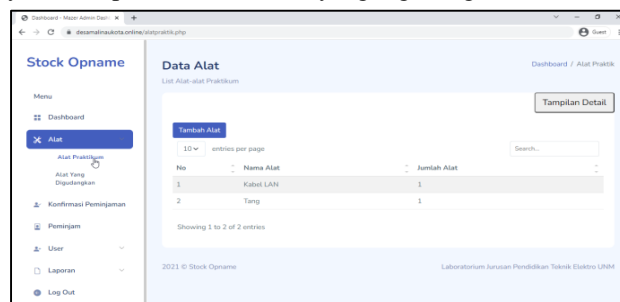 Dashboard - Mazer Admin Dash
desamalinaukota.online/alatpraktik.php
Guest
Stock Opname
Menu
Dashboard
Alat
Alat Praktikum
Alat Yang
Digudangkan
Konfirmasi Peminjaman
Peminjam
User
Laporan
Log Out
Data Alat
List Alat-alat Praktikum
Dashboard / Alat Praktik
Tampilan Detail
Tambah Alat
10 entries per page
Search...
No Nama Alat Jumlah Alat
1 Kabel LAN 1
2 Tang 1
Showing 1 to 2 of 2 entries
2021 © Stock Opname
Laboratorium Jurusan Pendidikan Teknik Elektro UNM